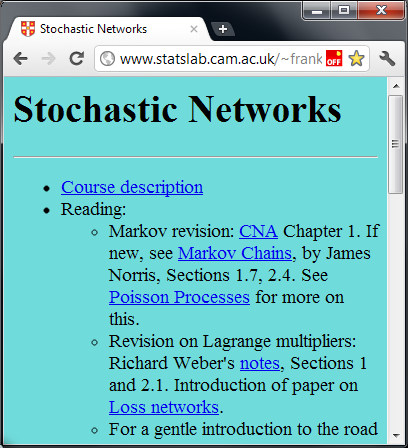 Stochastic Networks
www.statslab.cam.ac.uk/~frank
OFF
Stochastic Networks
Course description
Reading:
Markov revision: CNA Chapter 1. If
new, see Markov Chains, by James
Norris, Sections 1.7, 2.4. See
Poisson Processes for more on
this.
Revision on Lagrange multipliers:
Richard Weber's notes, Sections 1
and 2.1. Introduction of paper on
Loss networks.
For a gentle introduction to the road